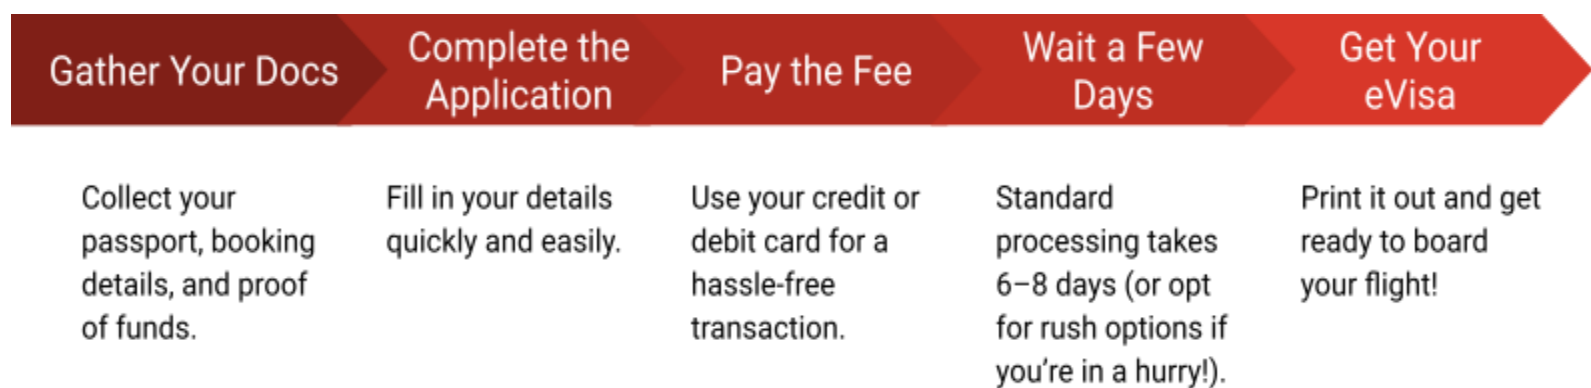 Gather Your Docs
Complete the
Application
Pay the Fee
Wait a Few
Days
Get Your
eVisa
Collect your
passport, booking
details, and proof
of funds.
Fill in your details
quickly and easily.
Use your credit or
debit card for a
hassle-free
transaction.
Standard
processing takes
6–8 days (or opt
for rush options if
you’re in a hurry!).
Print it out and get
ready to board
your flight!